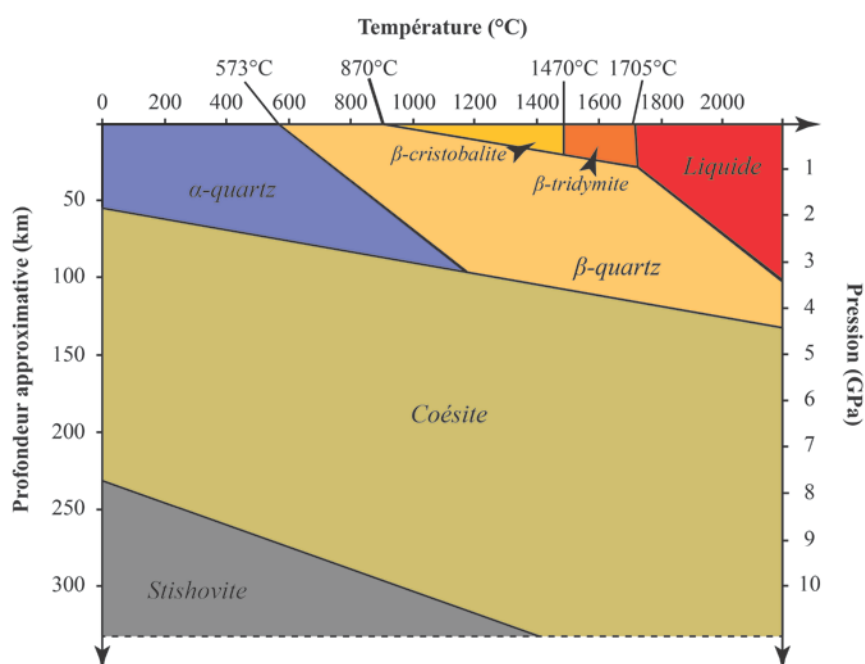 Température (°C)
573°C 870°C 1470°C 1705°C
0 200 400 600 800 1000 1200 1400 1600 1800 2000
β-cristobalite
β-tridymite
Liquide
α-quartz
β-quartz
Coésite
Stishovite
Profondeur approximative (km)
50
100
150
200
250
300
Pression (GPa)
1
2
3
4
5
6
7
8
9
10